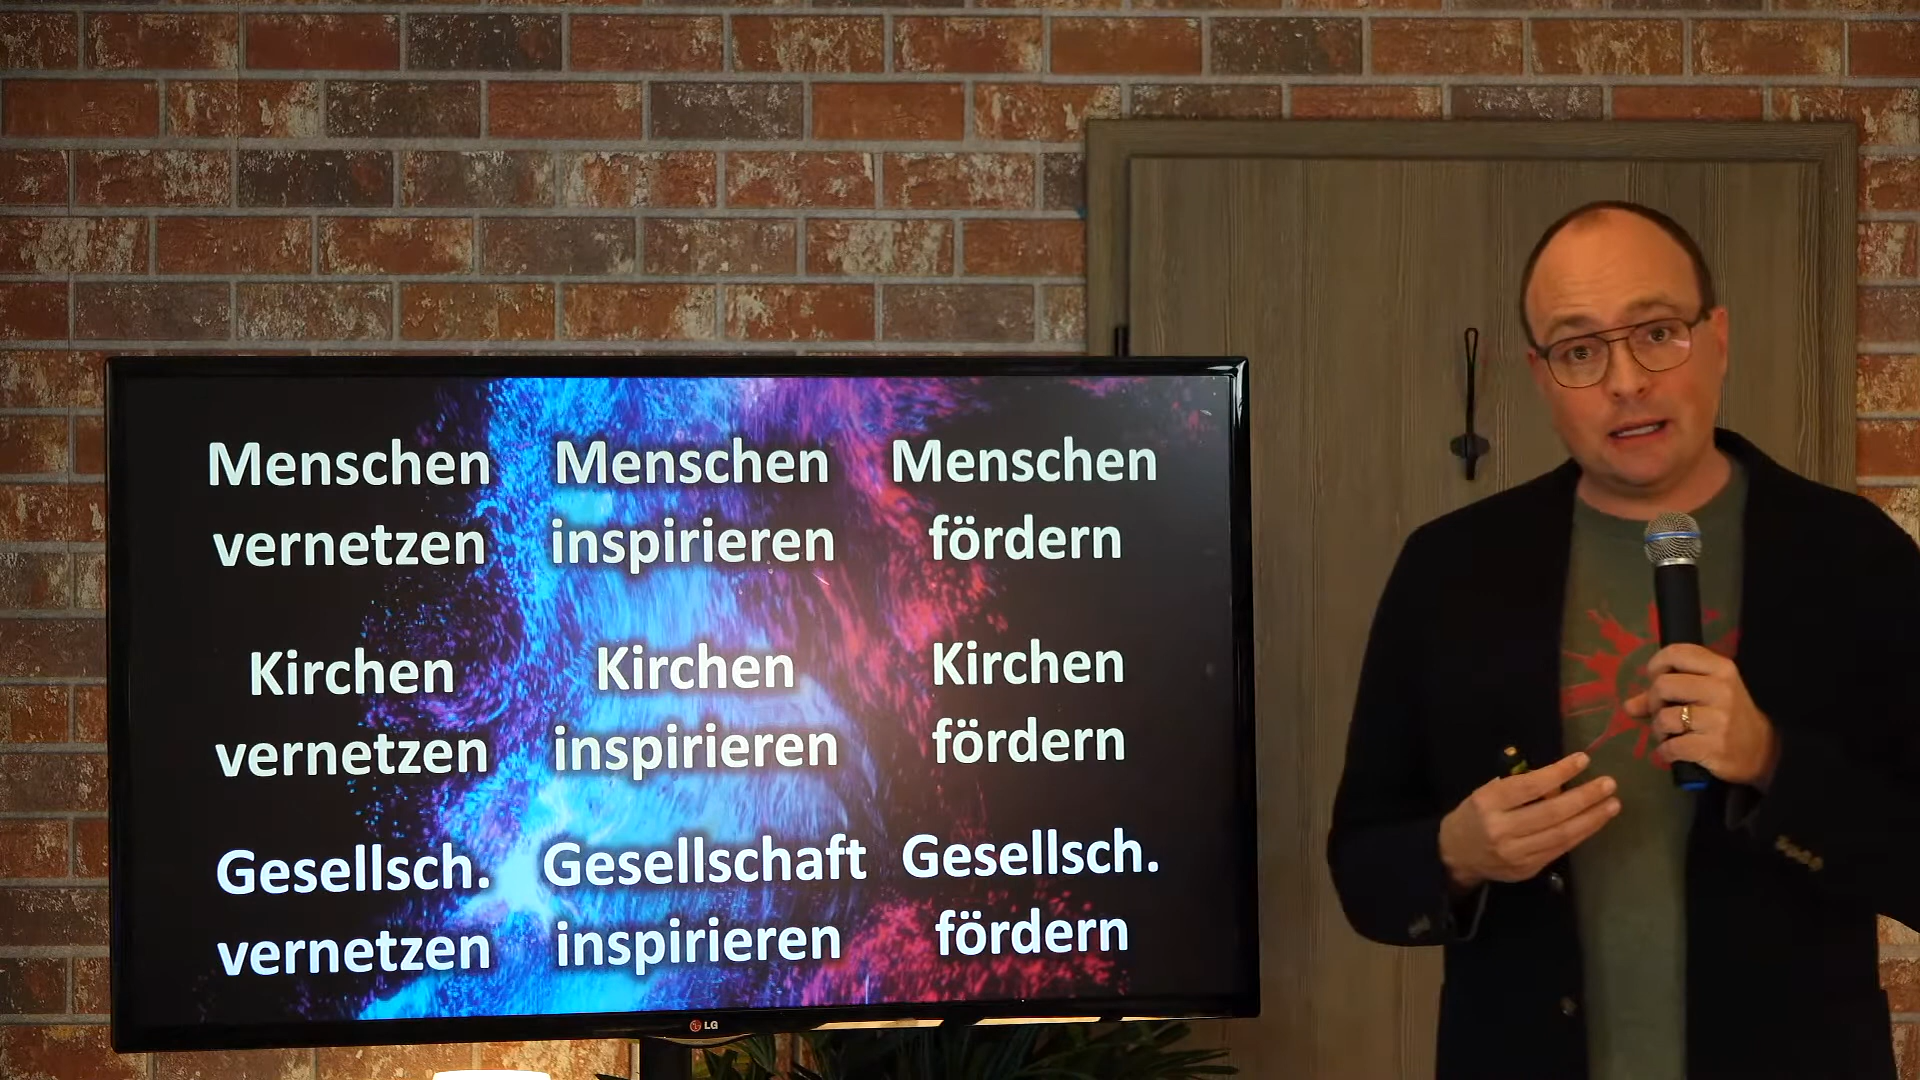 Menschen Menschen Menschen
vernetzen inspirieren fördern
Kirchen Kirchen Kirchen
vernetzen inspirieren fördern
Gesellsch. Gesellschaft Gesellsch.
vernetzen inspirieren fördern
LG